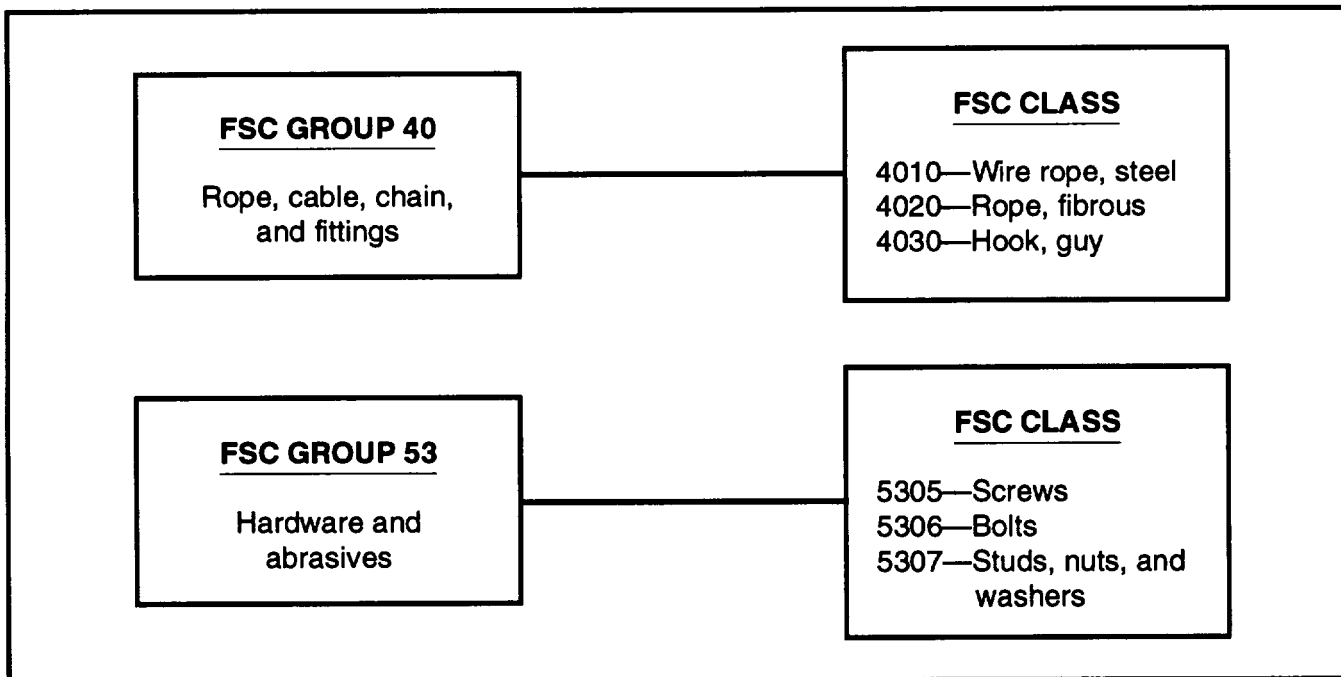 FSC GROUP 40
Rope, cable, chain,
and fittings
FSC CLASS
4010—Wire rope, steel
4020—Rope, fibrous
4030—Hook, guy
FSC GROUP 53
Hardware and
abrasives
FSC CLASS
5305—Screws
5306—Bolts
5307—Studs, nuts, and
washers